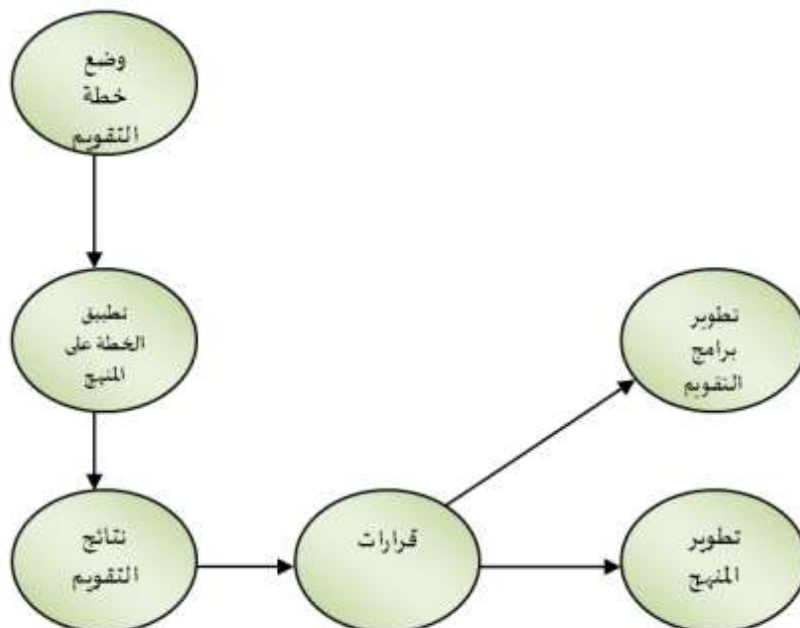 وضع
خطة
التقويم
تطبيق
الخطة على
المنهج
نتائج
التقويم
قرارات
تطوير
برامج
التقويم
تطوير
المنهج